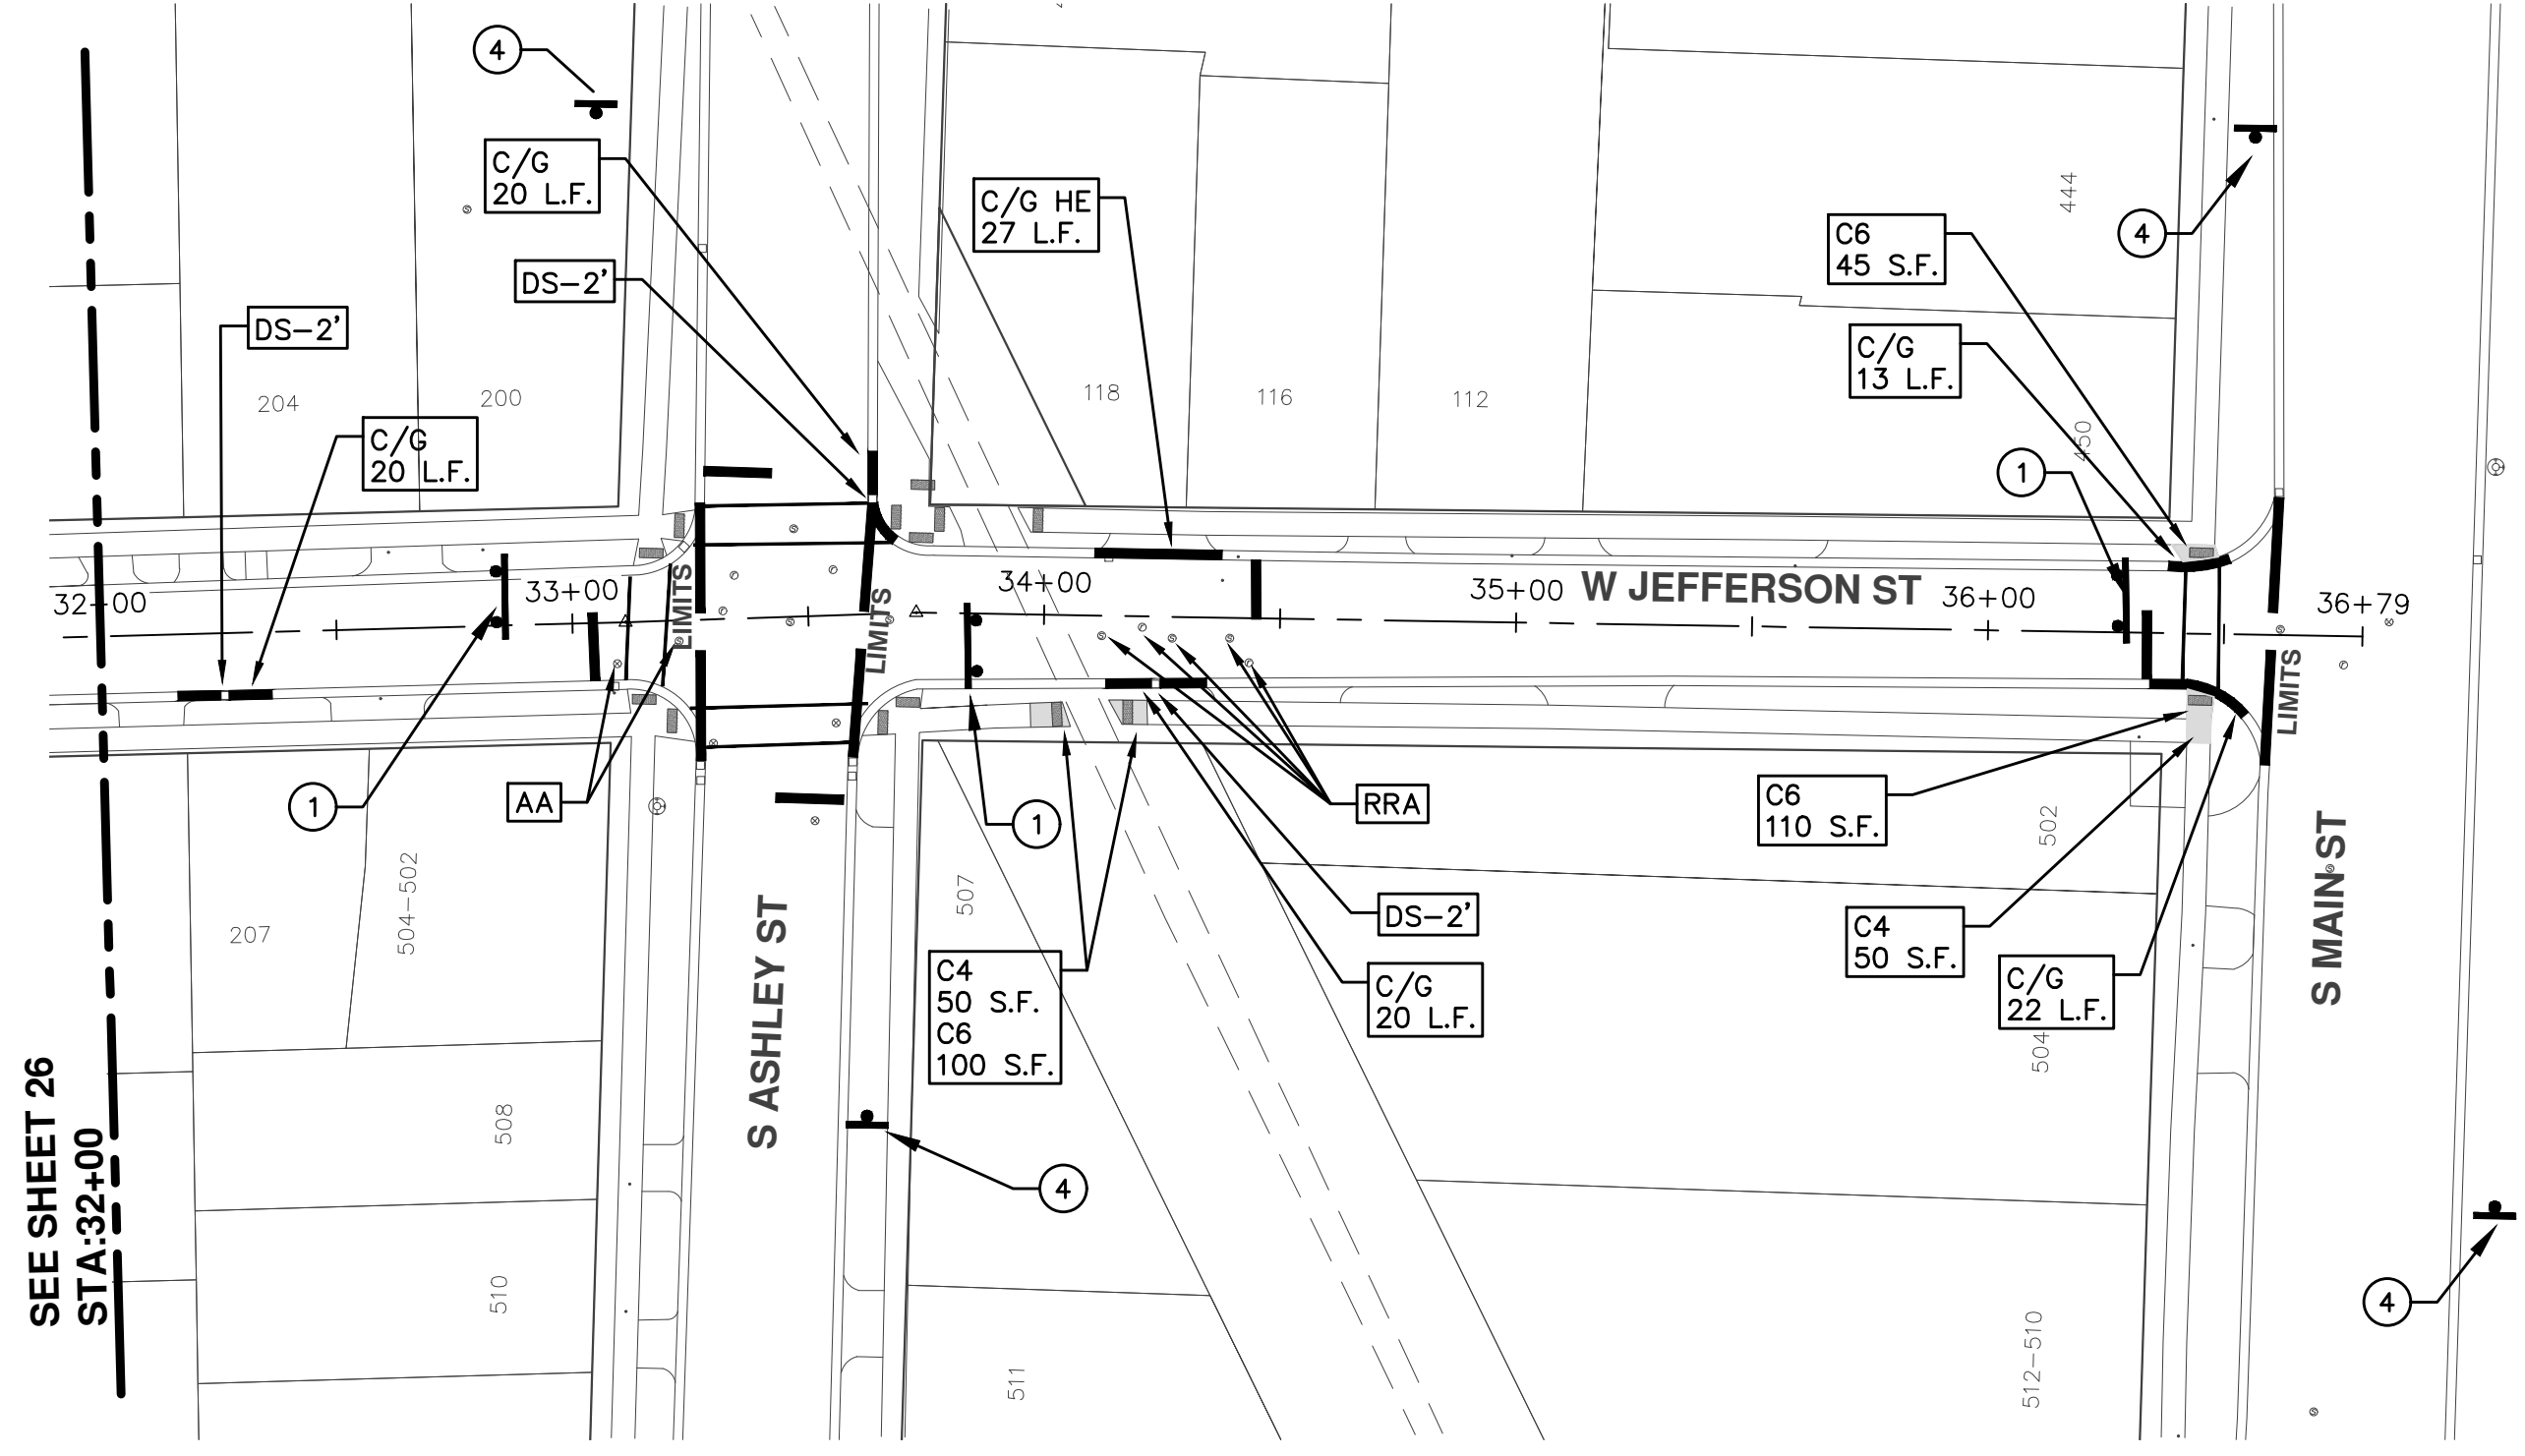 4
C/G
20 L.F.
DS-2'
C/G HE
27 L.F.
444
4
C6
45 S.F.
C/G
13 L.F.
DS-2'
204
200
C/G
20 L.F.
118
116
112
450
1
32+00
33+00
LIMITS
LIMITS
34+00
35+00
W JEFFERSON ST
36+00
36+79
LIMITS
1
AA
1
RRA
C6
110 S.F.
502
S MAIN ST
207
504-502
S ASHLEY ST
507
DS-2'
C4
50 S.F.
C6
100 S.F.
C/G
20 L.F.
C4
50 S.F.
C/G
22 L.F.
504
SEE SHEET 26
STA:32+00
508
4
510
511
512-510
4